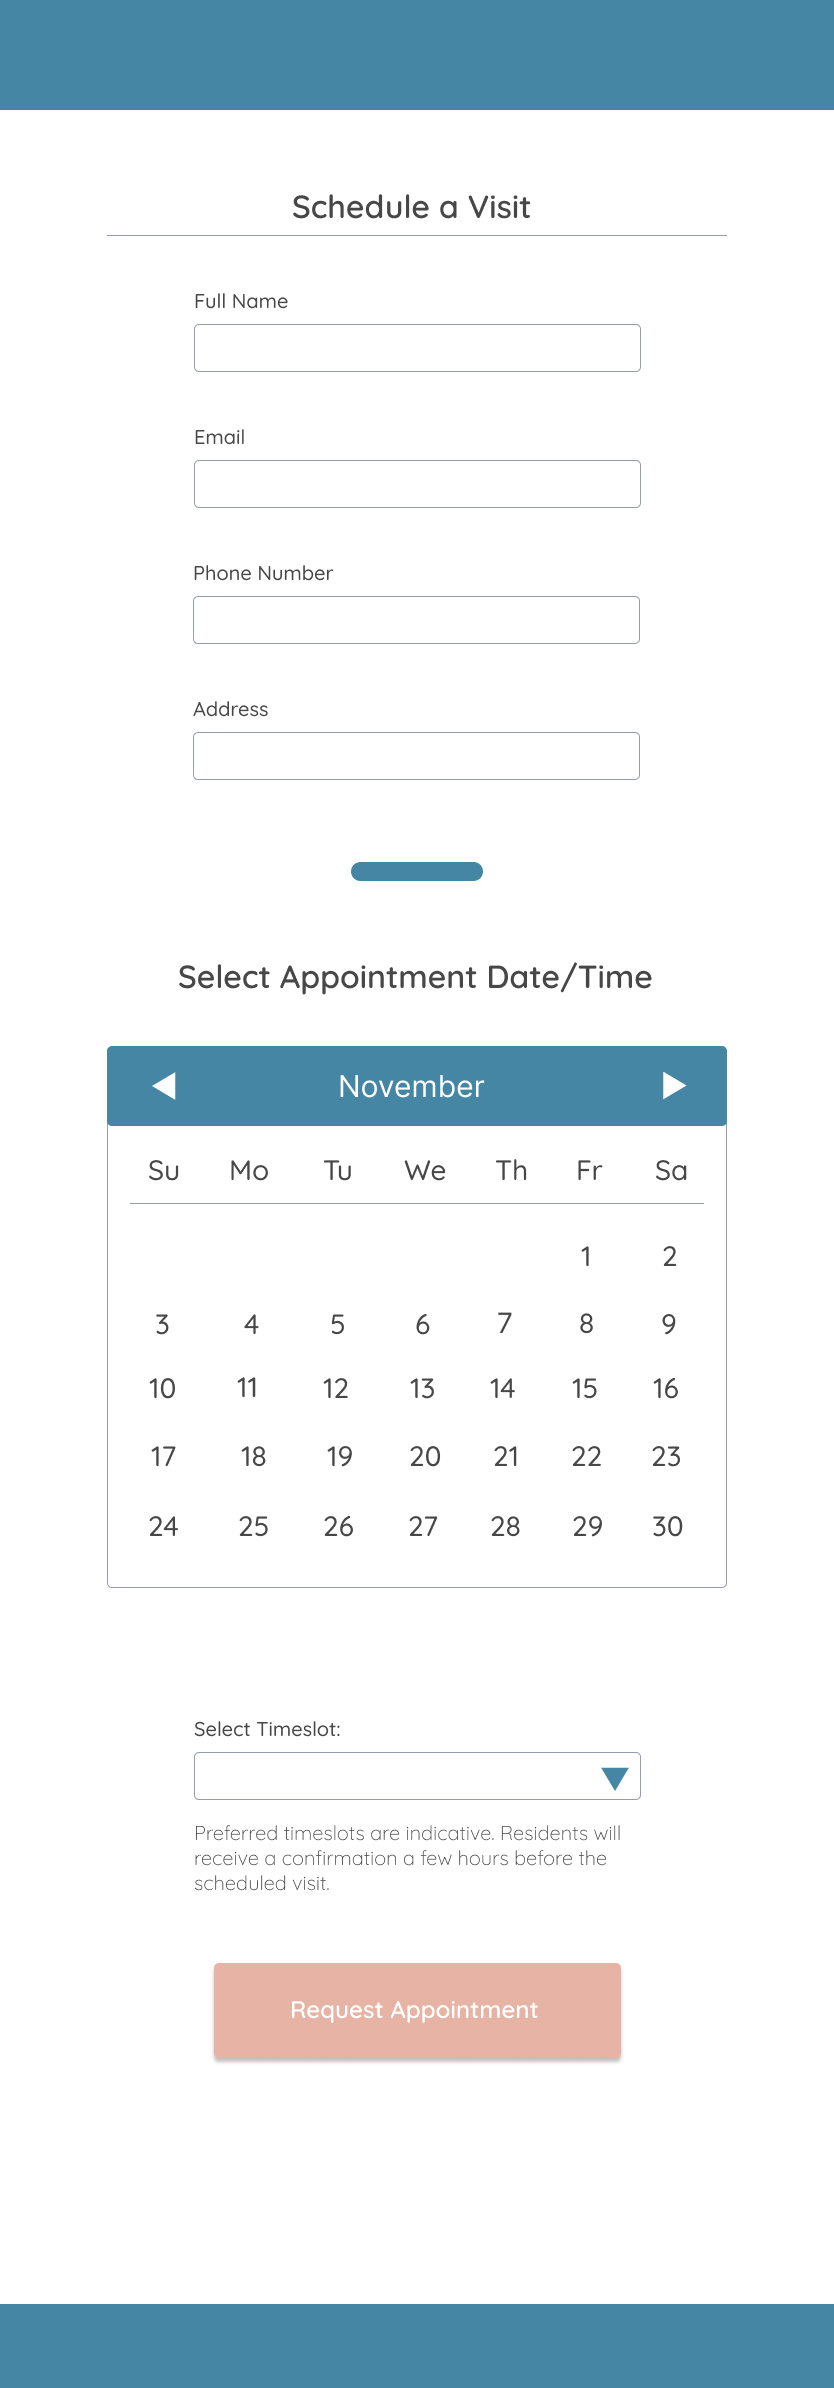 Schedule a Visit
Full Name
Email
Phone Number
Address
Select Appointment Date/Time
November
Su Mo Tu We Th Fr Sa
1 2
3 4 5 6 7 8 9
10 11 12 13 14 15 16
17 18 19 20 21 22 23
24 25 26 27 28 29 30
Select Timeslot:
Preferred timeslots are indicative. Residents will
receive a confirmation a few hours before the
scheduled visit.
Request Appointment